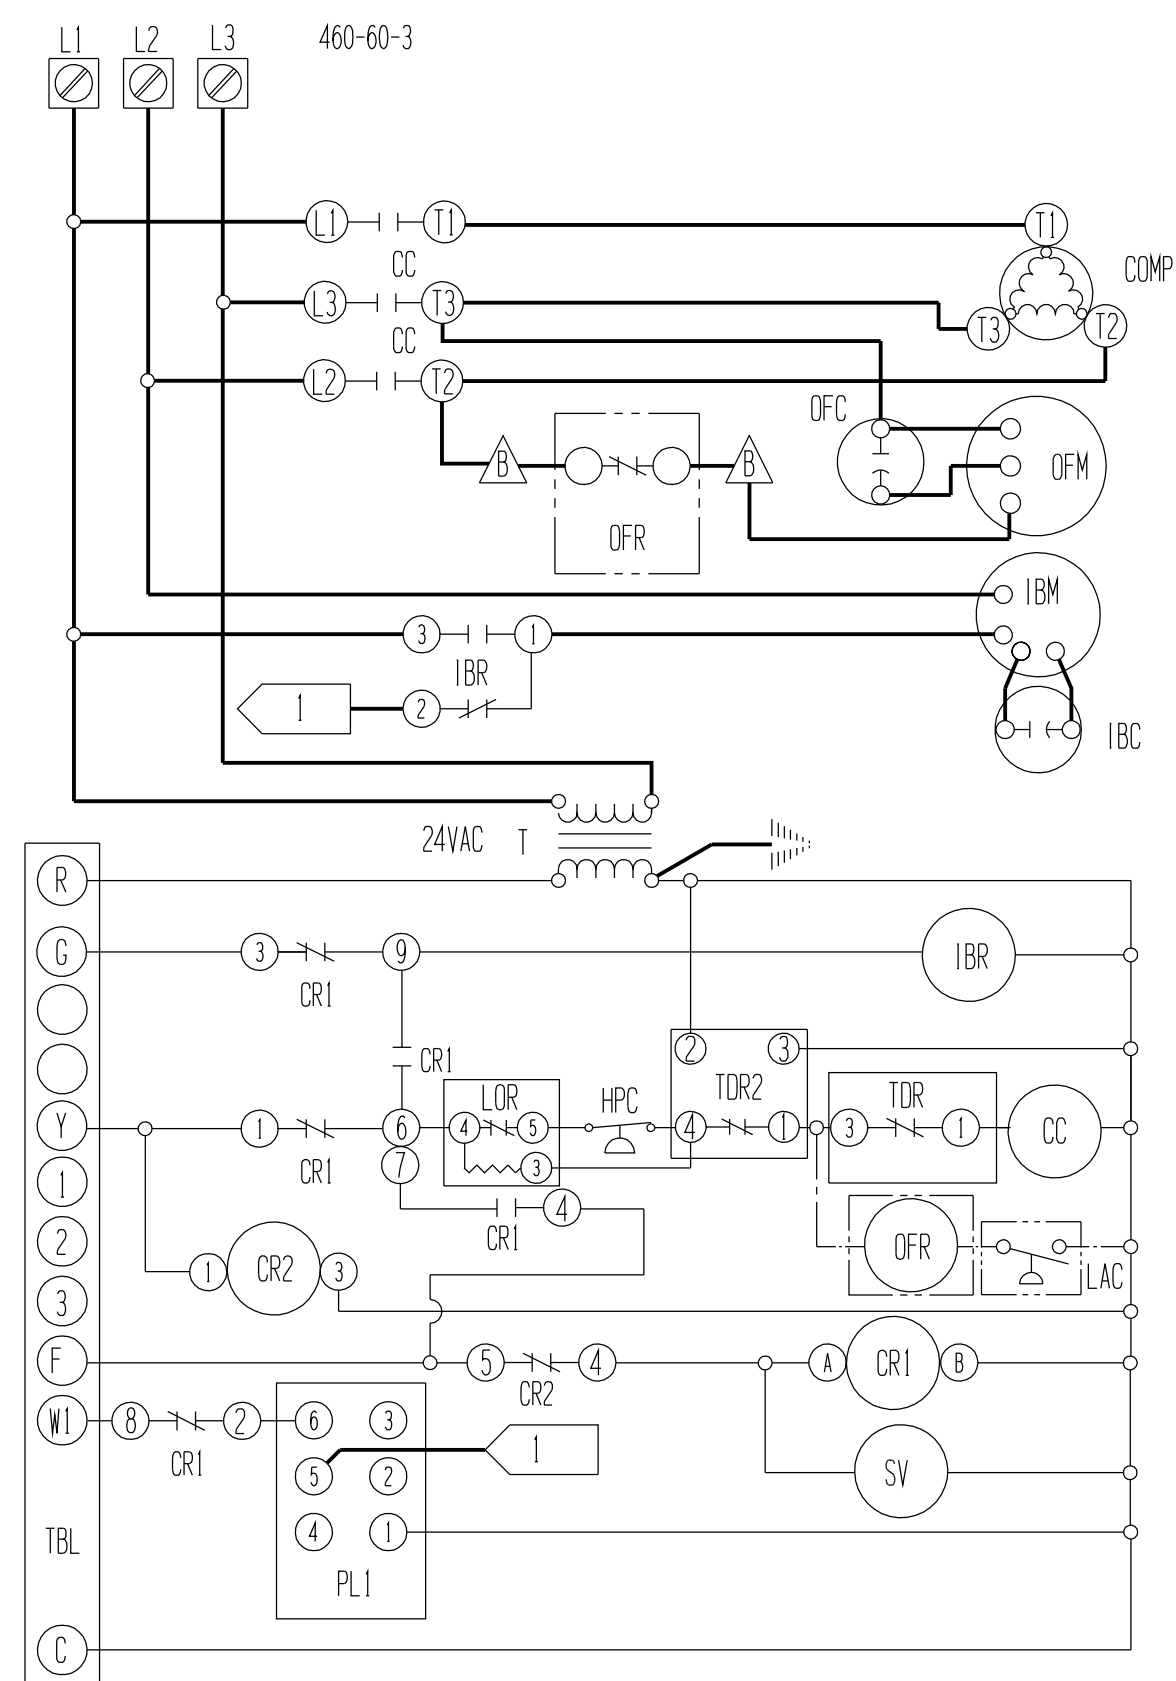 L1 L2 L3 460-60-3
L1 T1 T1
CC COMP
L3 T3 T3 T2
CC
L2 T2
OFC
B B OFM
OFR
IBM
3 1
IBR
1 2
IBC
24VAC T
R
G 3 9 IBR
CR1
2 3
CR1
LOR HPC TDR2 TDR
Y 1 6 4 5 4 1 3 1 CC
CR1 7 3
1
4
CR1
2 1 CR2 3 OFR
LAC
3
F 5 4 A CR1 B
CR2
W1 8 2 6 3
CR1
1
5 2 SV
4 1
TBL
PL1
C